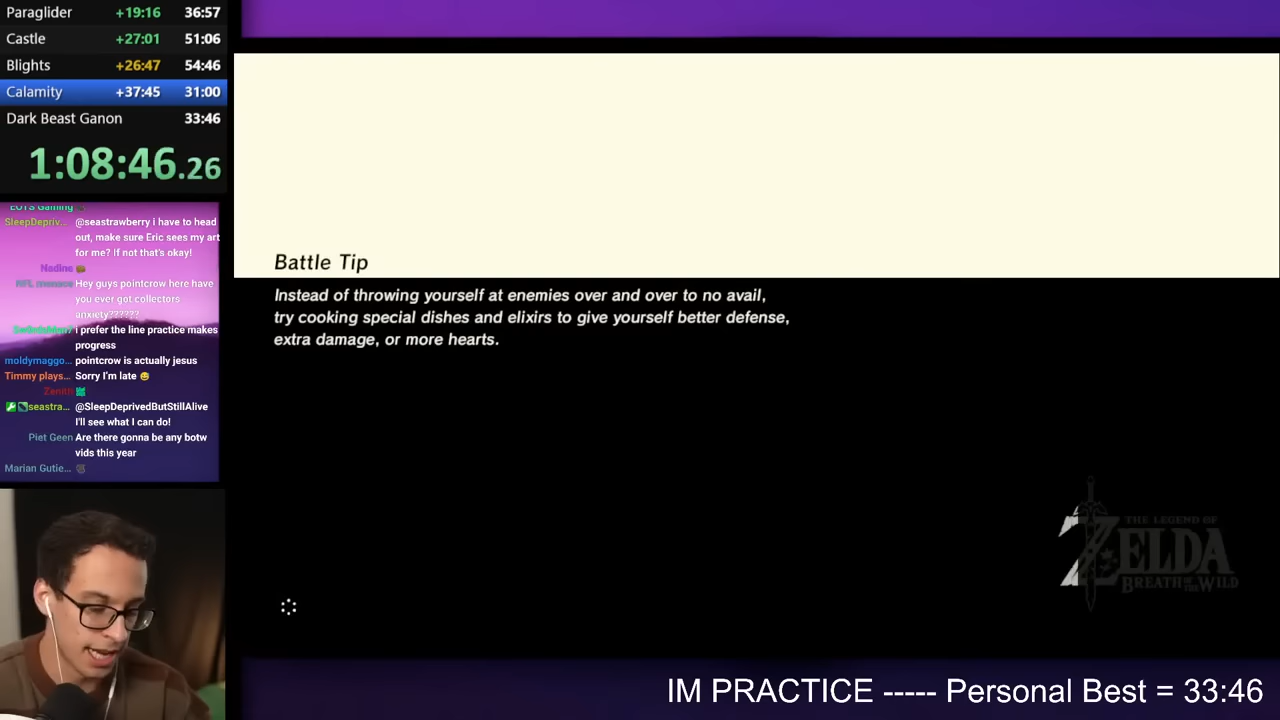 Paraglider +19:16 36:57
Castle +27:01 51:06
Blights +26:47 54:46
Calamity +37:45 31:00
Dark Beast Ganon 33:46
1:08:46.26
EOTS Gaming
SleepDepriv... @seastrawberry i have to head
out, make sure Eric sees my art
for me? If not that's okay!
Nadine
NFL menace Hey guys pointcrow here have
you ever got collectors
anxiety??????
i prefer the line practice makes
progress
moldymaggo... pointcrow is actually jesus
Timmy plays... Sorry I'm late
Zenith
seastra... @SleepDeprivedButStillAlive
I'll see what I can do!
Piet Geen Are there gonna be any botw
vids this year
Marian Gutie...
Battle Tip
Instead of throwing yourself at enemies over and over to no avail,
try cooking special dishes and elixirs to give yourself better defense,
extra damage, or more hearts.
THE LEGEND OF
ZELDA
BREATH OF THE WILD
IM PRACTICE ----- Personal Best = 33:46